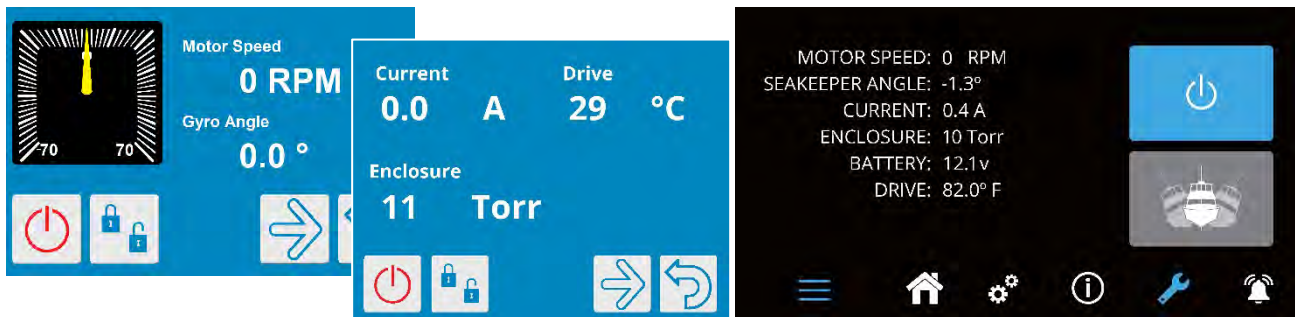 Motor Speed
0 RPM
Gyro Angle
0.0 °
70 70
Current Drive
0.0 A 29 °C
Enclosure
11 Torr
MOTOR SPEED: 0 RPM
SEAKEEPER ANGLE: -1.3°
CURRENT: 0.4 A
ENCLOSURE: 10 Torr
BATTERY: 12.1v
DRIVE: 82.0° F